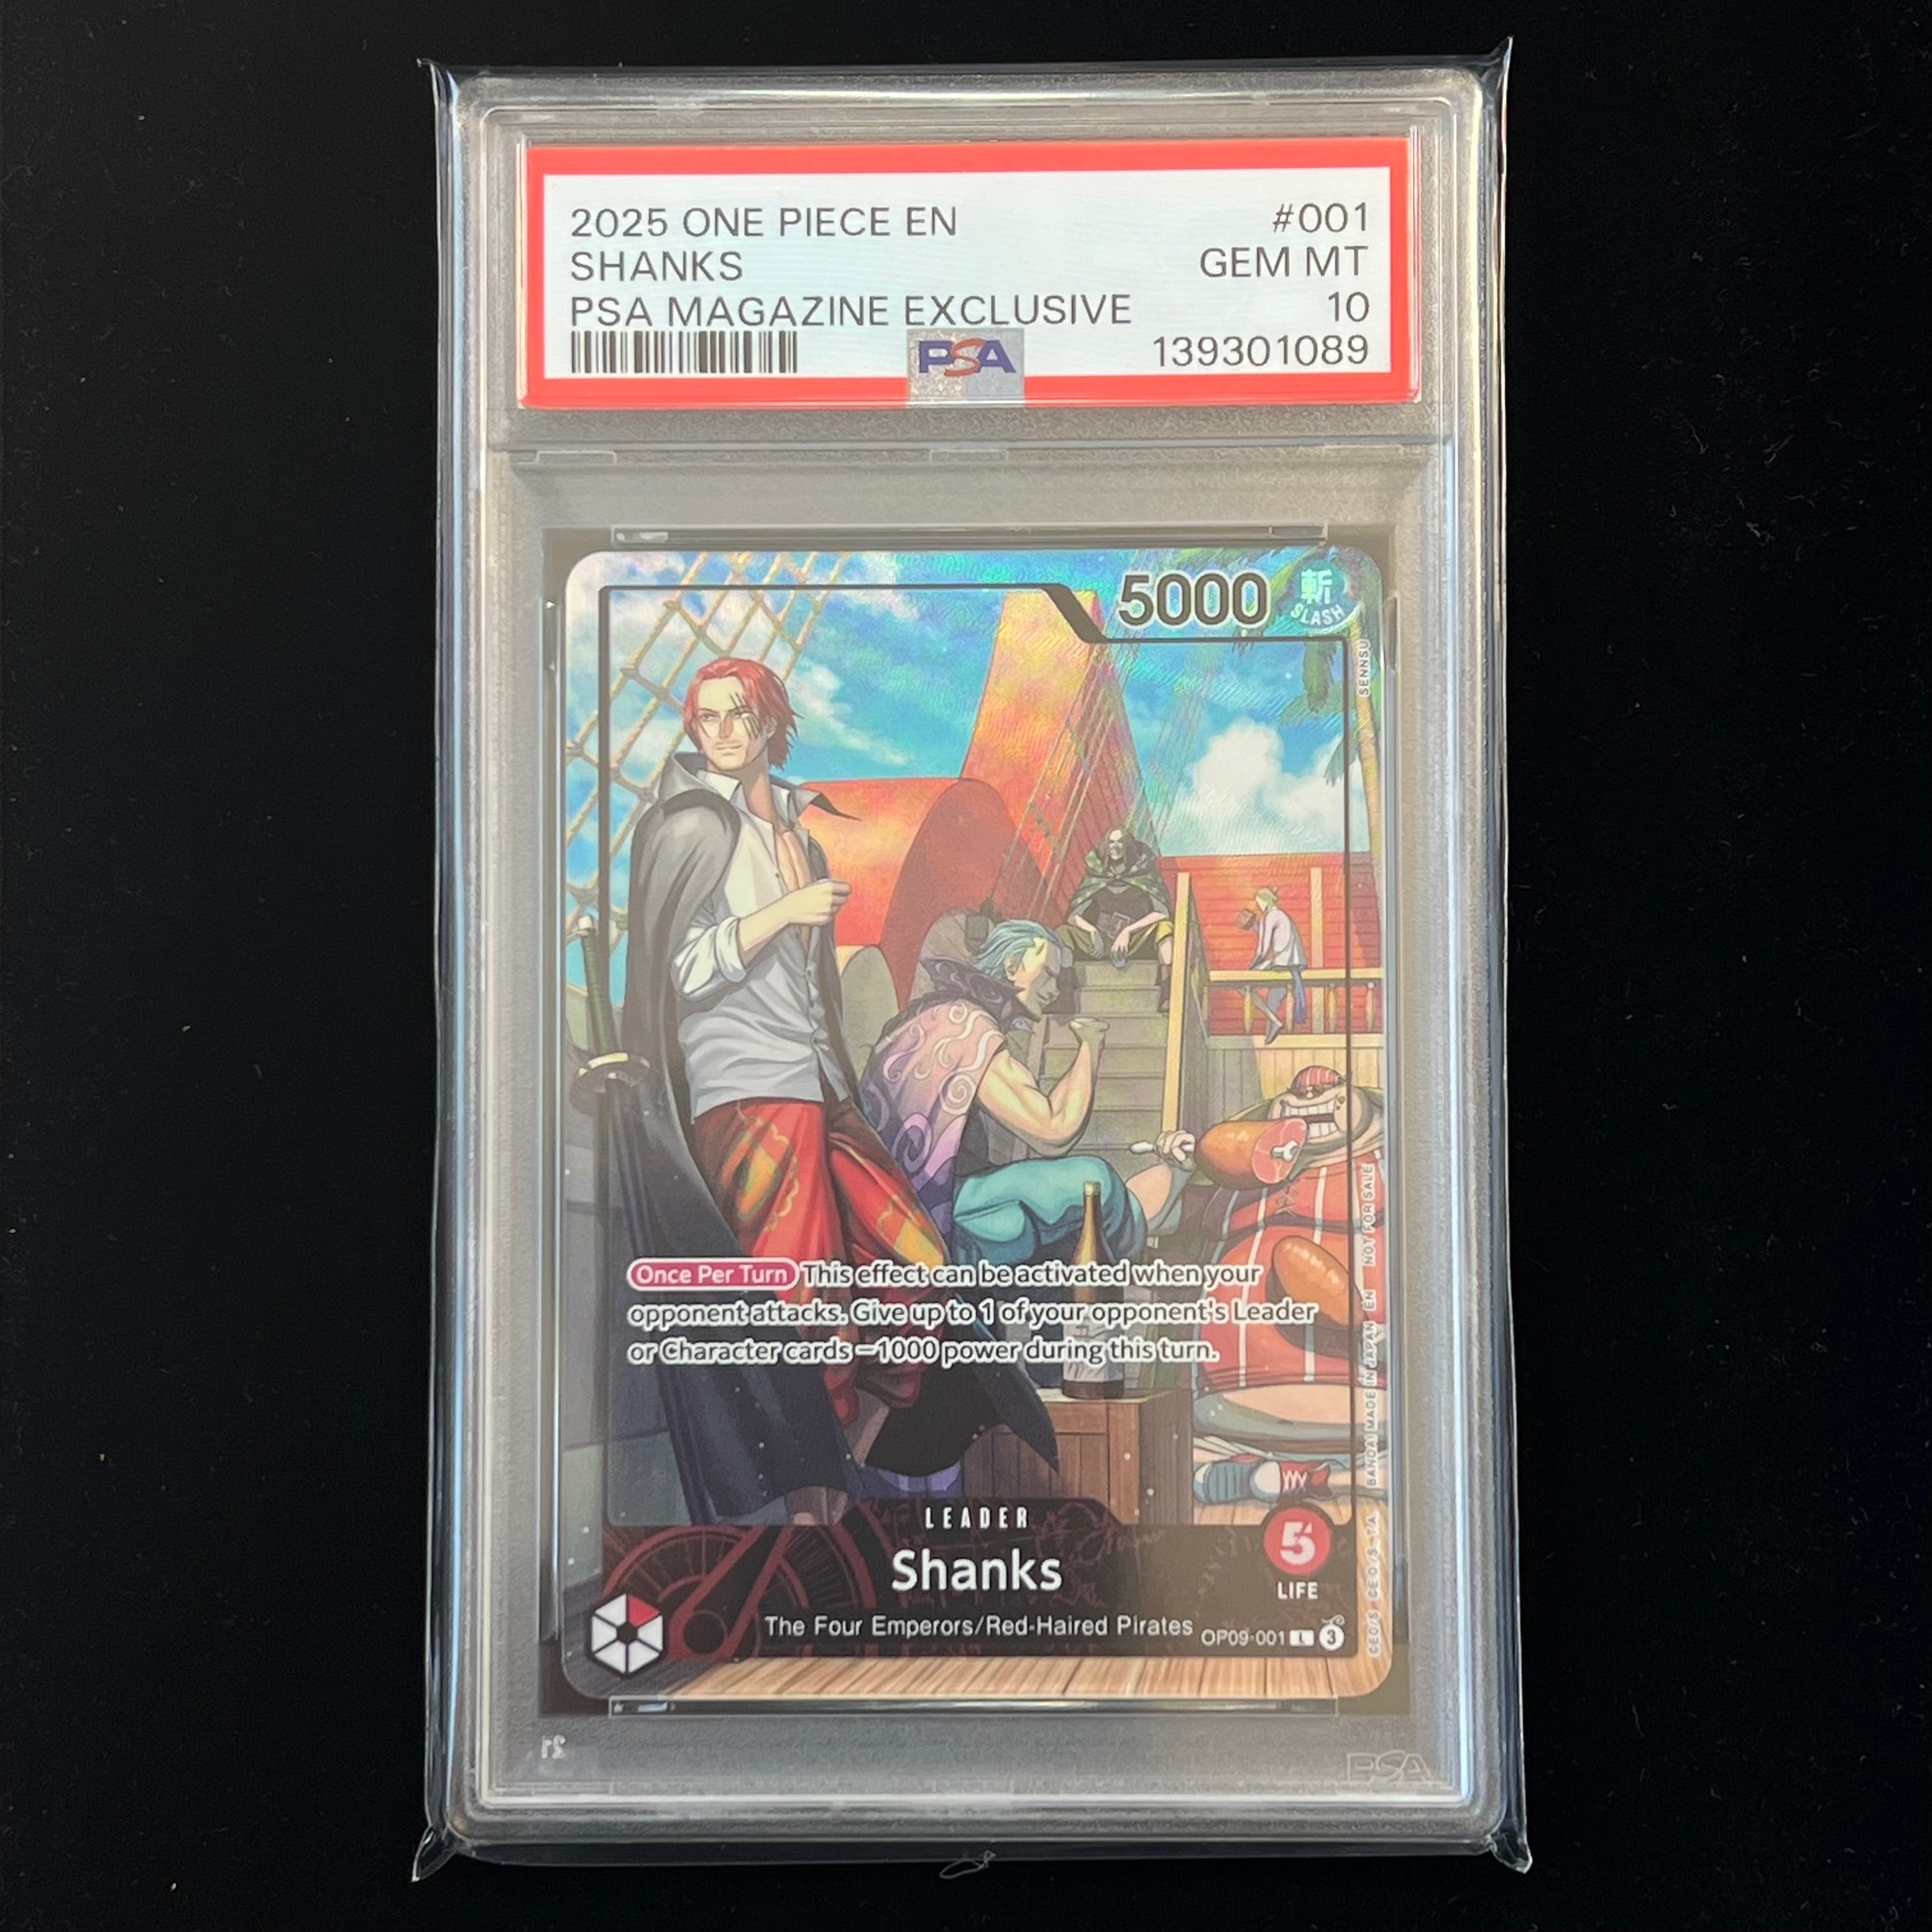 2025 ONE PIECE EN #001
SHANKS GEM MT
PSA MAGAZINE EXCLUSIVE 10
PSA 139301089
5000
斬
SLASH
SENNSU
Once Per Turn This effect can be activated when your
opponent attacks. Give up to 1 of your opponent's Leader
or Character cards −1000 power during this turn.
BANDAI MADE IN JAPAN EN NOT FOR SALE
LEADER
Shanks
5
LIFE
The Four Emperors/Red-Haired Pirates OP09-001 L 3
PSA